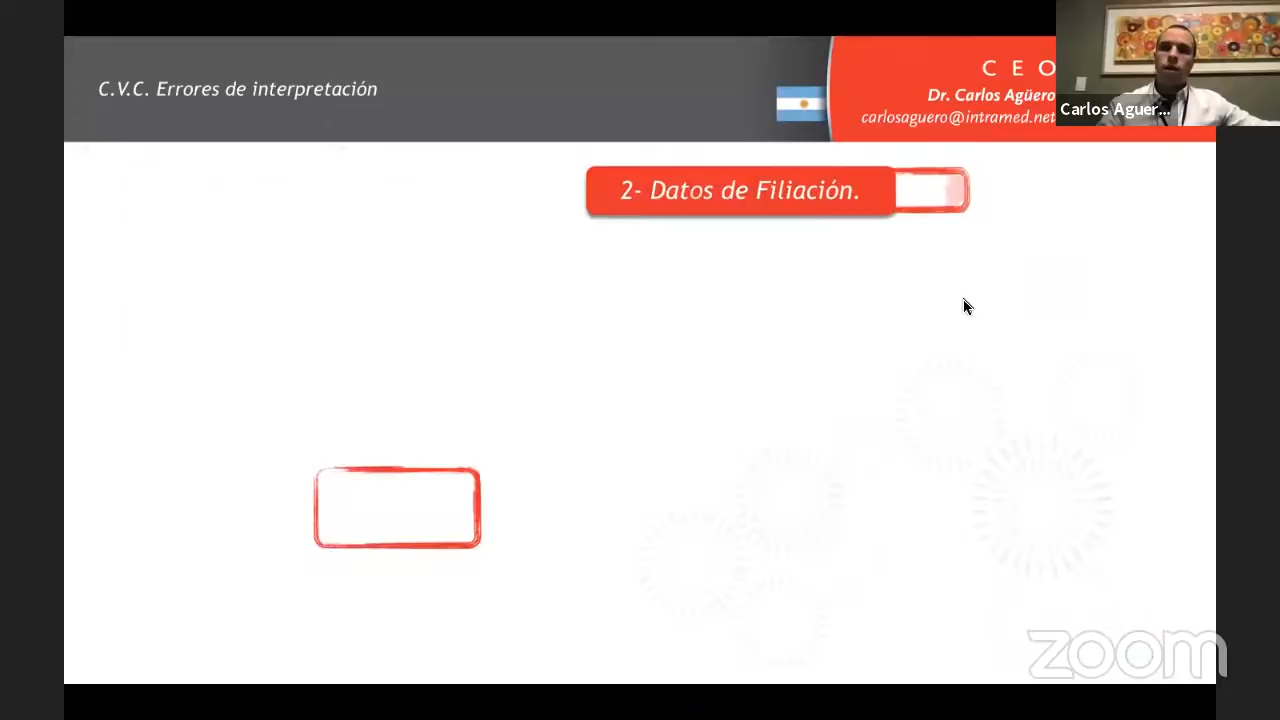 C.V.C. Errores de interpretación
C E O
Dr. Carlos Agüero
carlosaguero@intramed.net
Carlos Aguer...
2- Datos de Filiación.
zoom